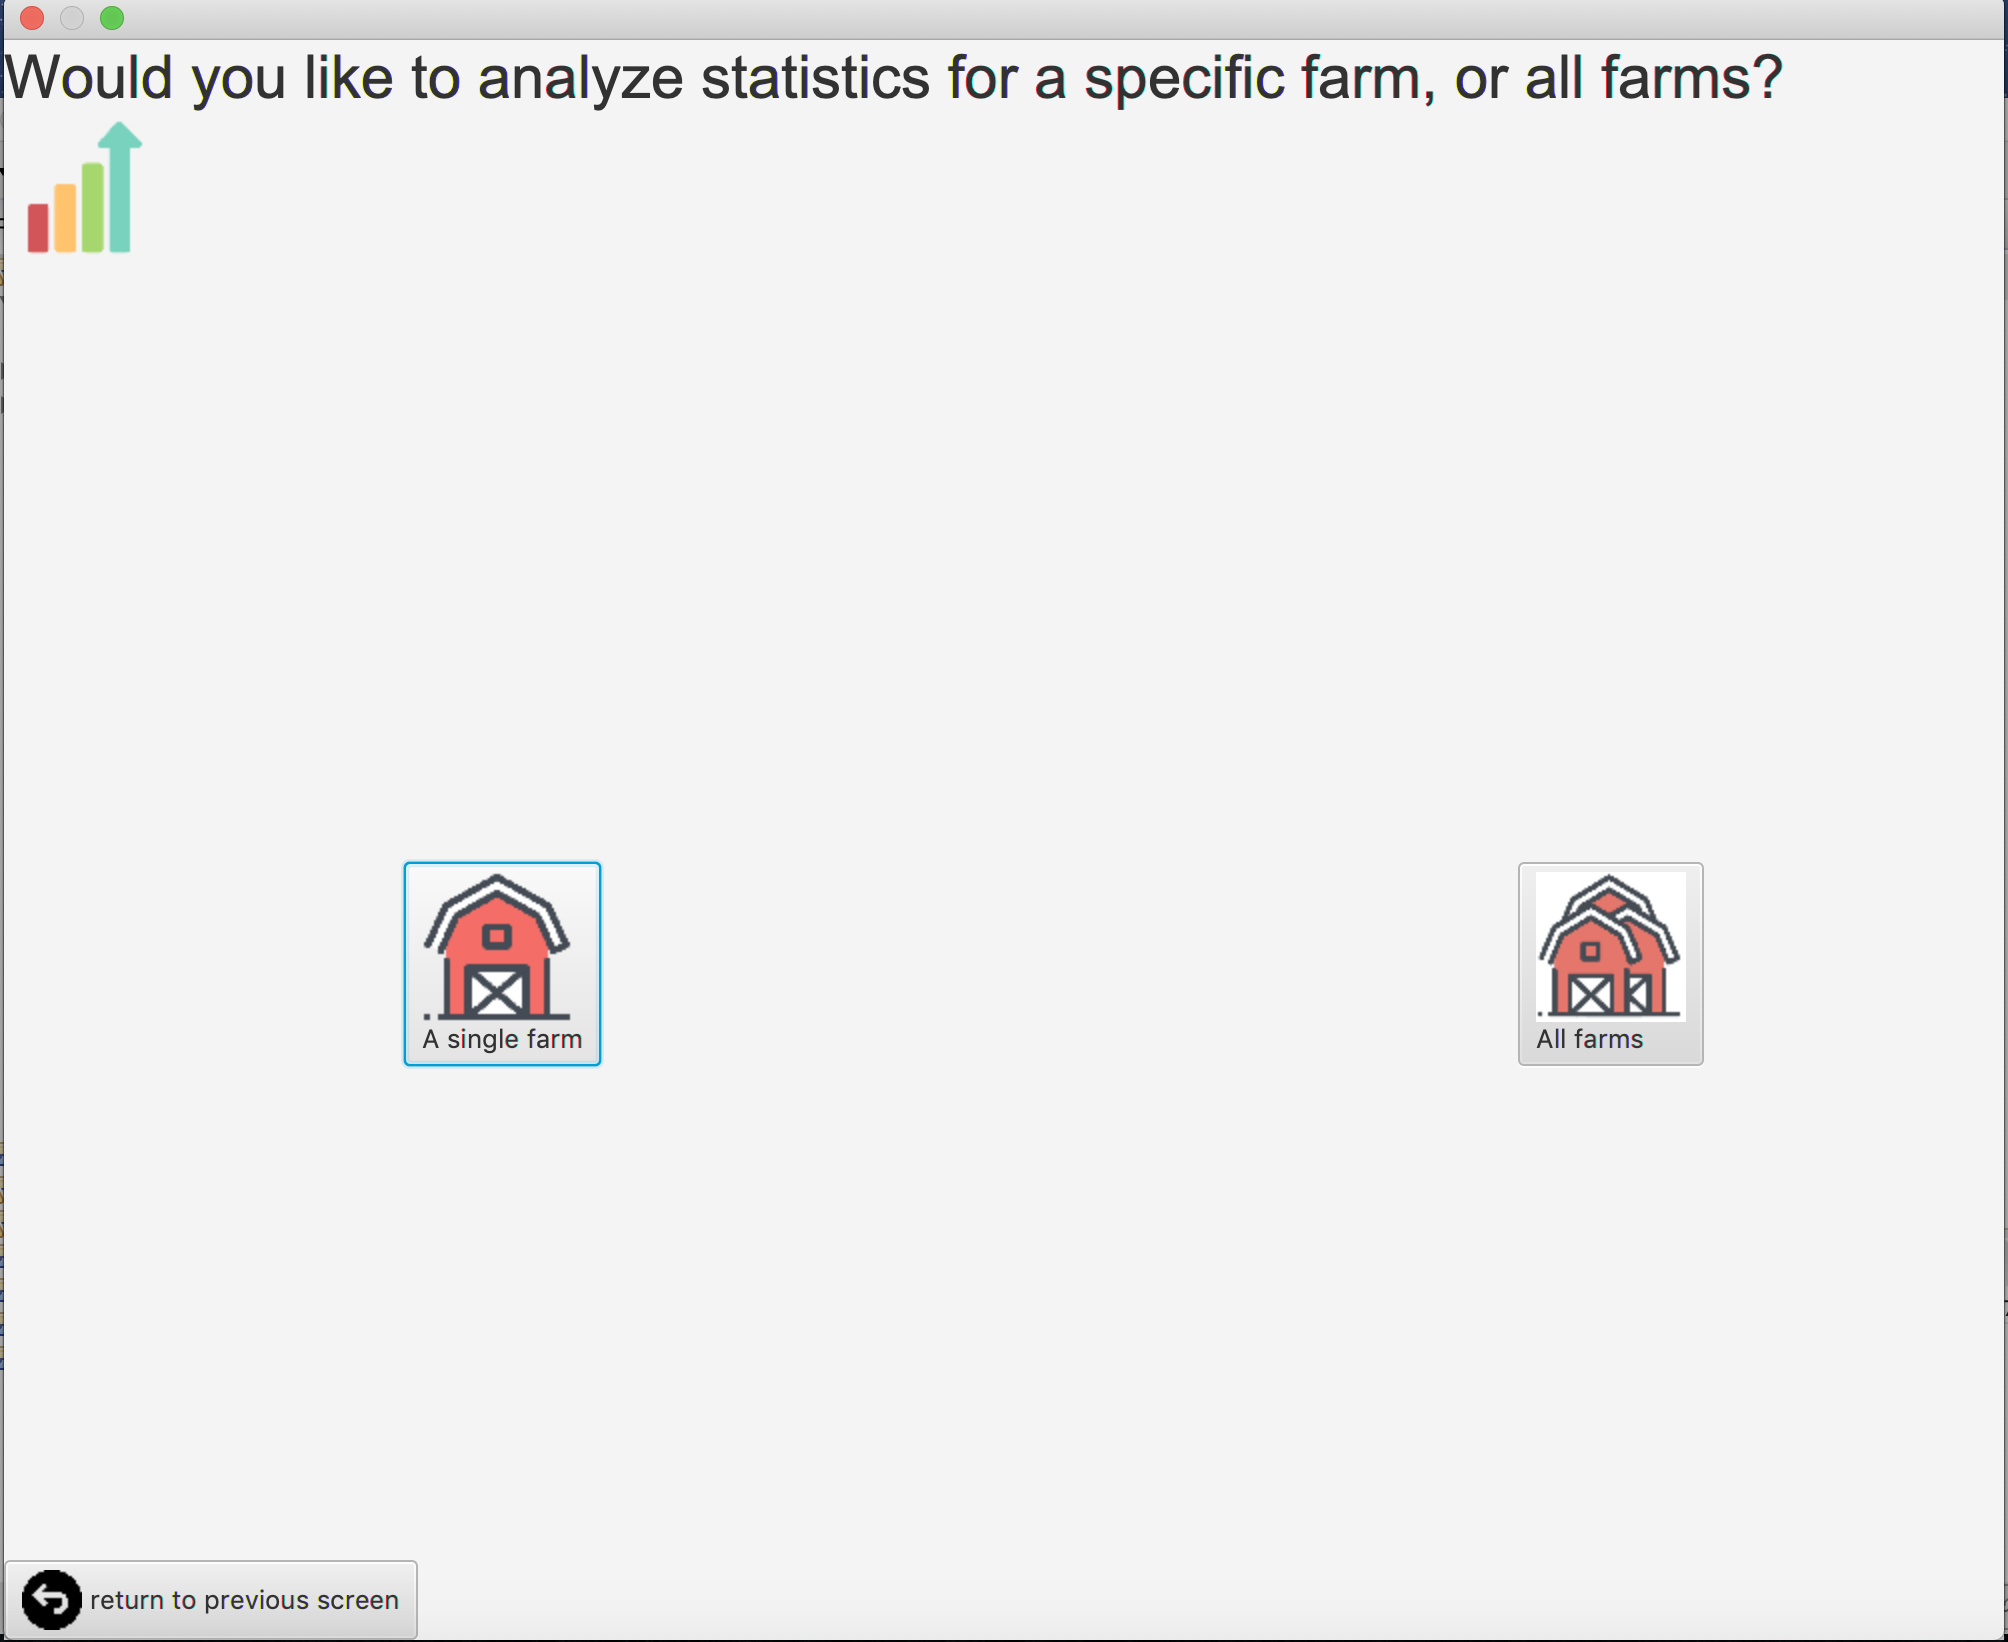 Would you like to analyze statistics for a specific farm, or all farms?
A single farm
All farms
return to previous screen